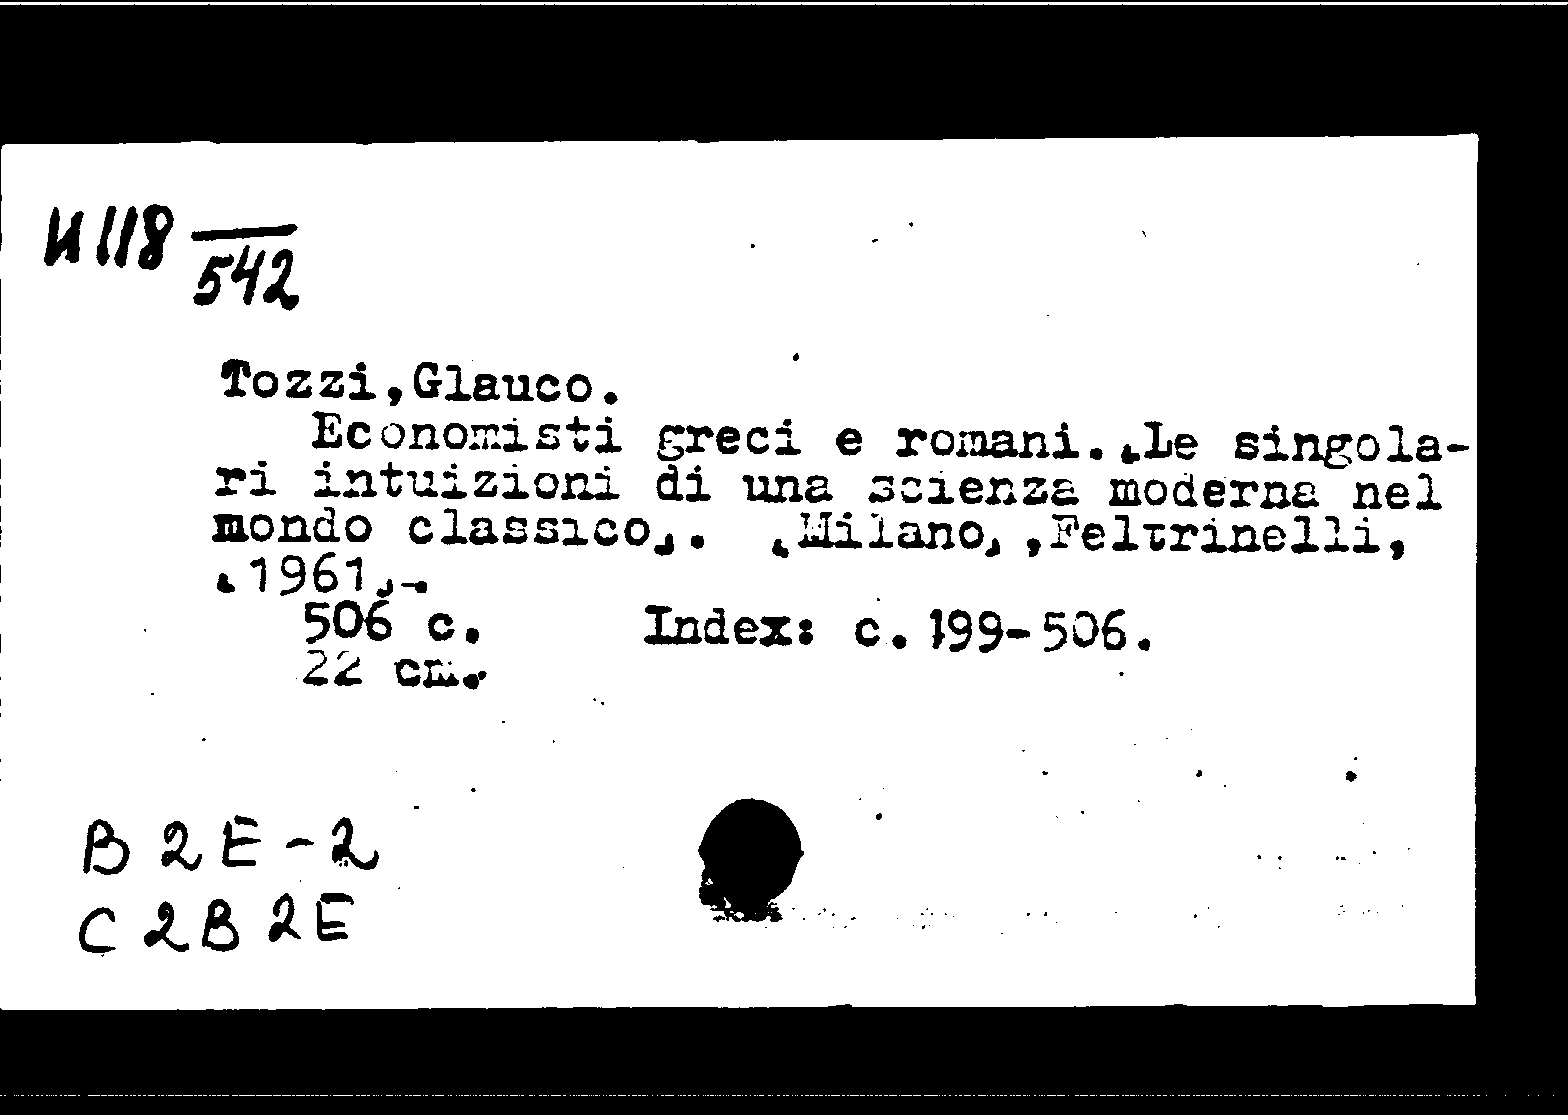 И 118
542
Tozzi,Glauco.
Economisti greci e romani.⌞Le singola-
ri intuizioni di una scienza moderna nel
mondo classico⌟. ⌞Milano⌟,Feltrinelli,
⌞1961⌟-.
506 c. Index: c.199-506.
22 cm.
B 2 E - 2
C 2 B 2 E